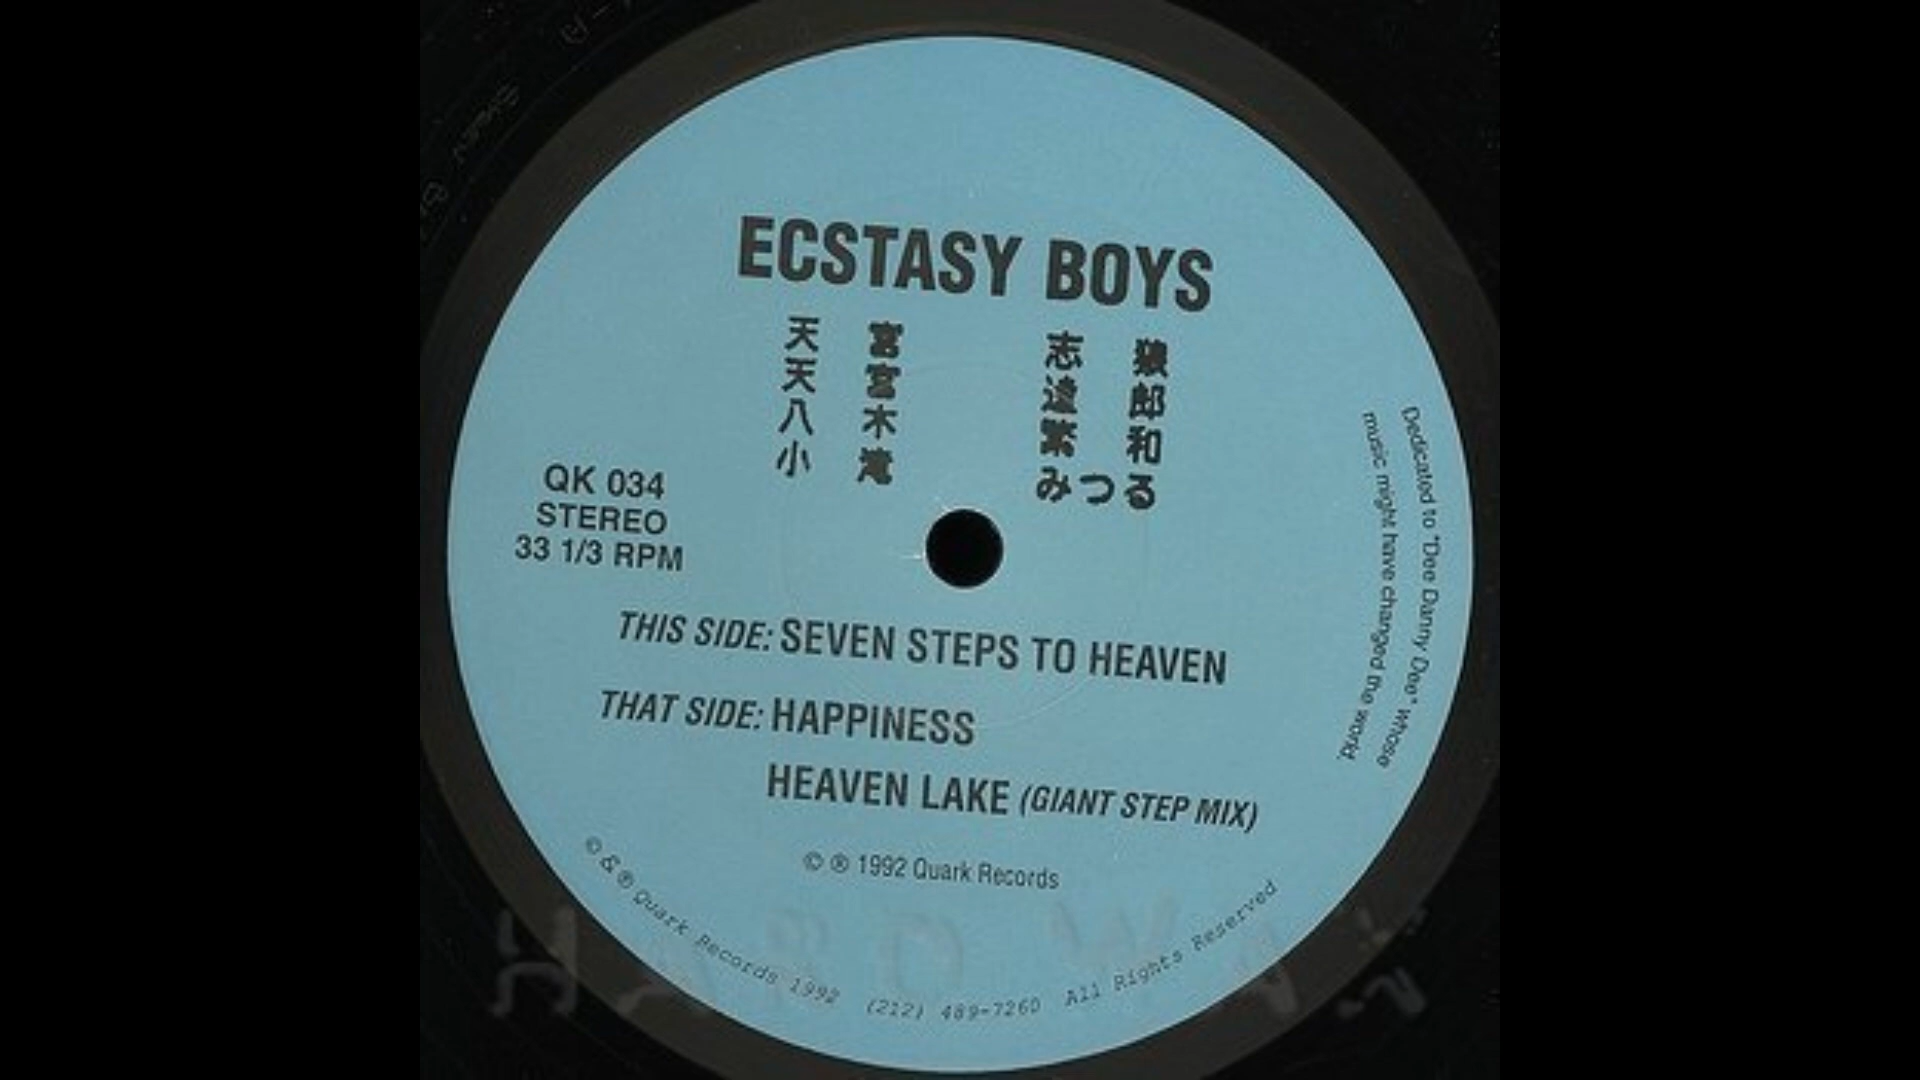 ECSTASY BOYS
天宮志狼
天宮達郎
八木繁和
小滝みつる
QK 034
STEREO
33 1/3 RPM
THIS SIDE: SEVEN STEPS TO HEAVEN
THAT SIDE: HAPPINESS
HEAVEN LAKE (GIANT STEP MIX)
© ® 1992 Quark Records
© & ® Quark Records 1992 (212) 489-7260 All Rights Reserved
Dedicated to "Dee Danny Dee" whose
music might have changed the world.